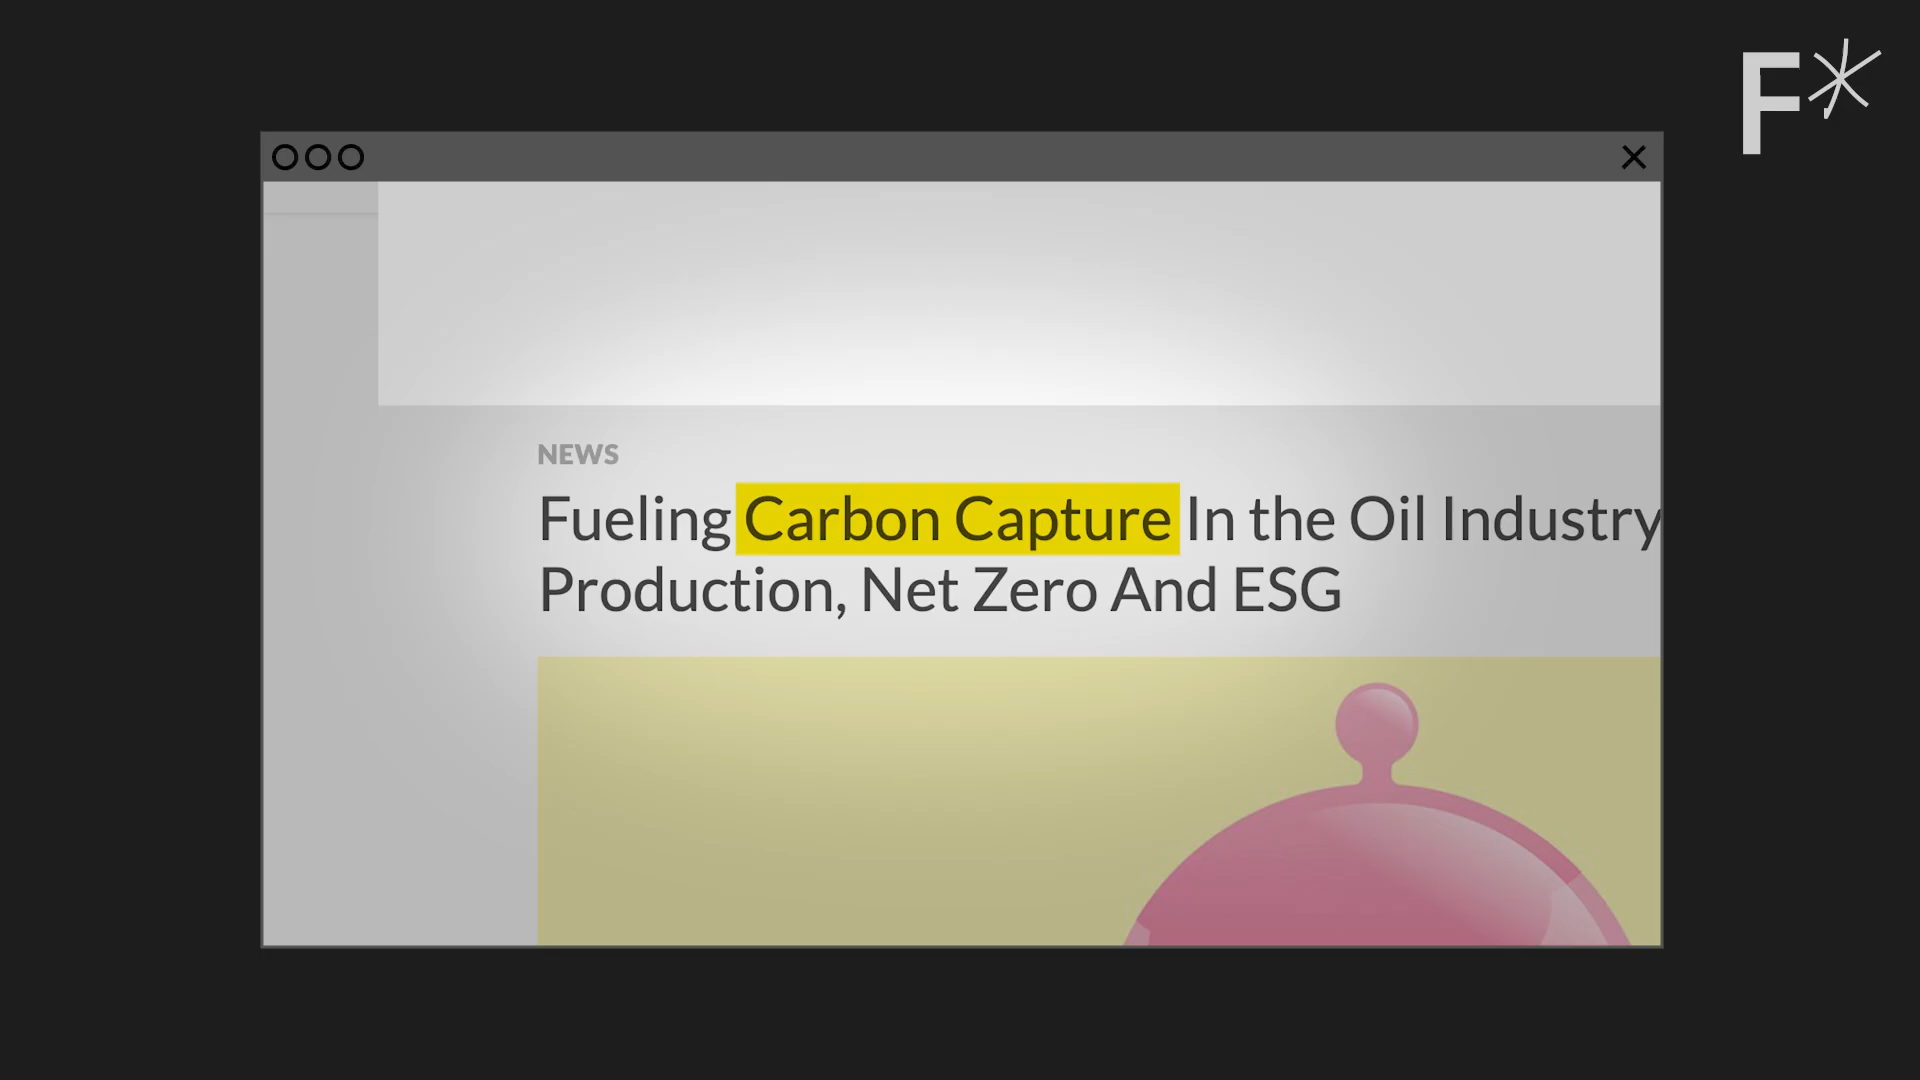 F*
NEWS
Fueling Carbon Capture In the Oil Industry
Production, Net Zero And ESG